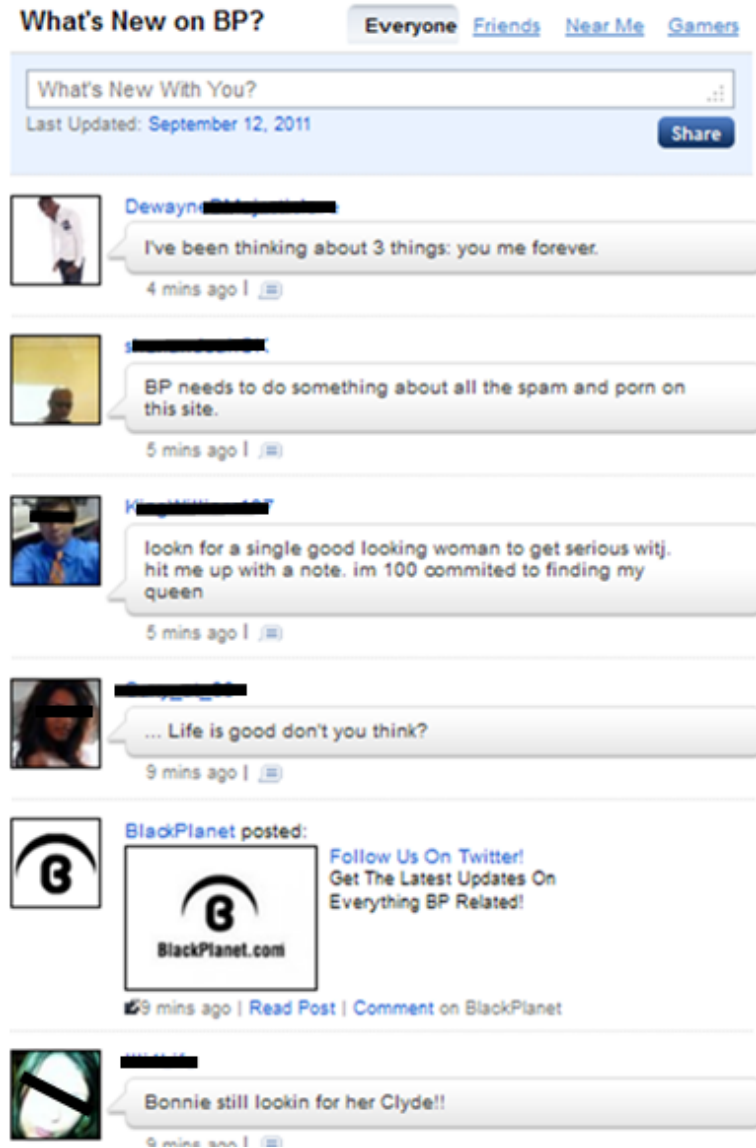 What's New on BP?
Everyone Friends Near Me Gamers
What's New With You?
Last Updated: September 12, 2011
Share
I've been thinking about 3 things: you me forever.
4 mins ago |
BP needs to do something about all the spam and porn on
this site.
5 mins ago |
lookn for a single good looking woman to get serious witj.
hit me up with a note. im 100 commited to finding my
queen
5 mins ago |
... Life is good don't you think?
9 mins ago |
BlackPlanet posted:
Follow Us On Twitter!
Get The Latest Updates On
Everything BP Related!
BlackPlanet.com
9 mins ago | Read Post | Comment on BlackPlanet
Bonnie still lookin for her Clyde!!
9 mins ago |